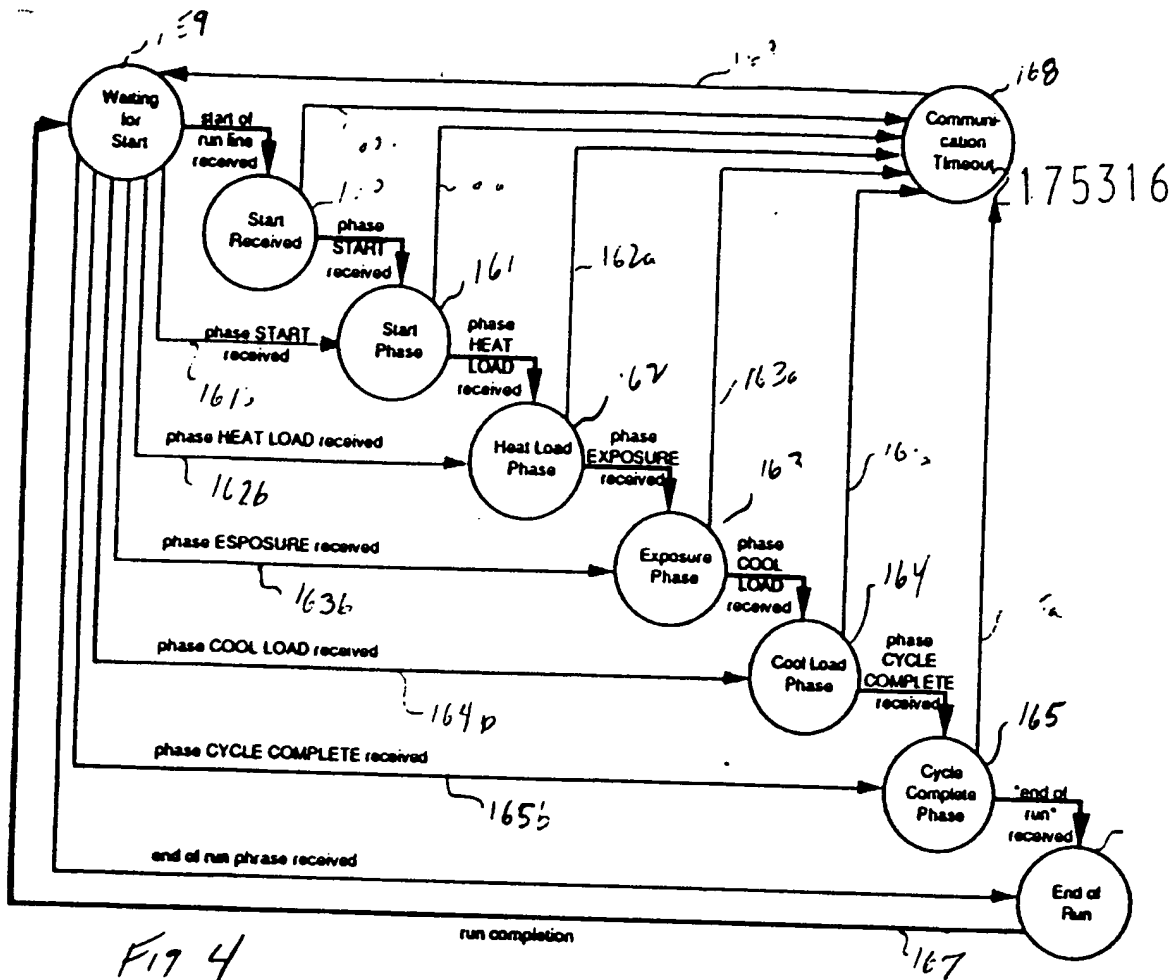 168
Waiting
for
Start
start of
run line
received
Communi-
cation
Timeout
2175316
Start
Received
phase
START
received
161
162a
Start
Phase
phase
HEAT
LOAD
received
phase START
received
163a
phase HEAT LOAD received
162b
Heat Load
Phase
phase
EXPOSURE
received
phase ESPOSURE received
163b
Exposure
Phase
phase
COOL
LOAD
received
164
phase COOL LOAD received
164b
Cool Load
Phase
phase
CYCLE
COMPLETE
received
165
phase CYCLE COMPLETE received
165b
Cycle
Complete
Phase
"end of
run"
received
end of run phrase received
End of
Run
run completion
167
Fig 4